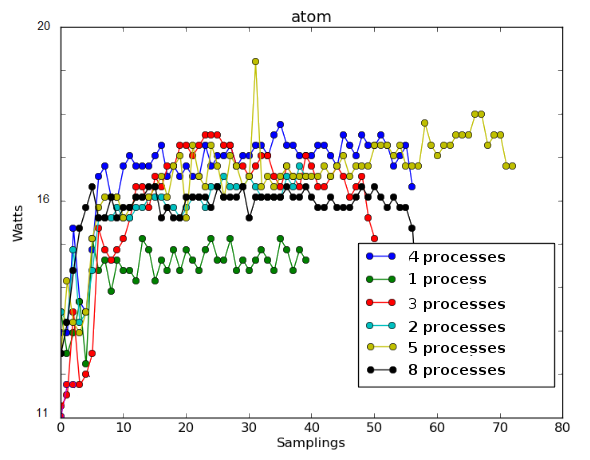 atom
20
16
11
Watts
4 processes
1 process
3 processes
2 processes
5 processes
8 processes
0 10 20 30 40 50 60 70 80
Samplings